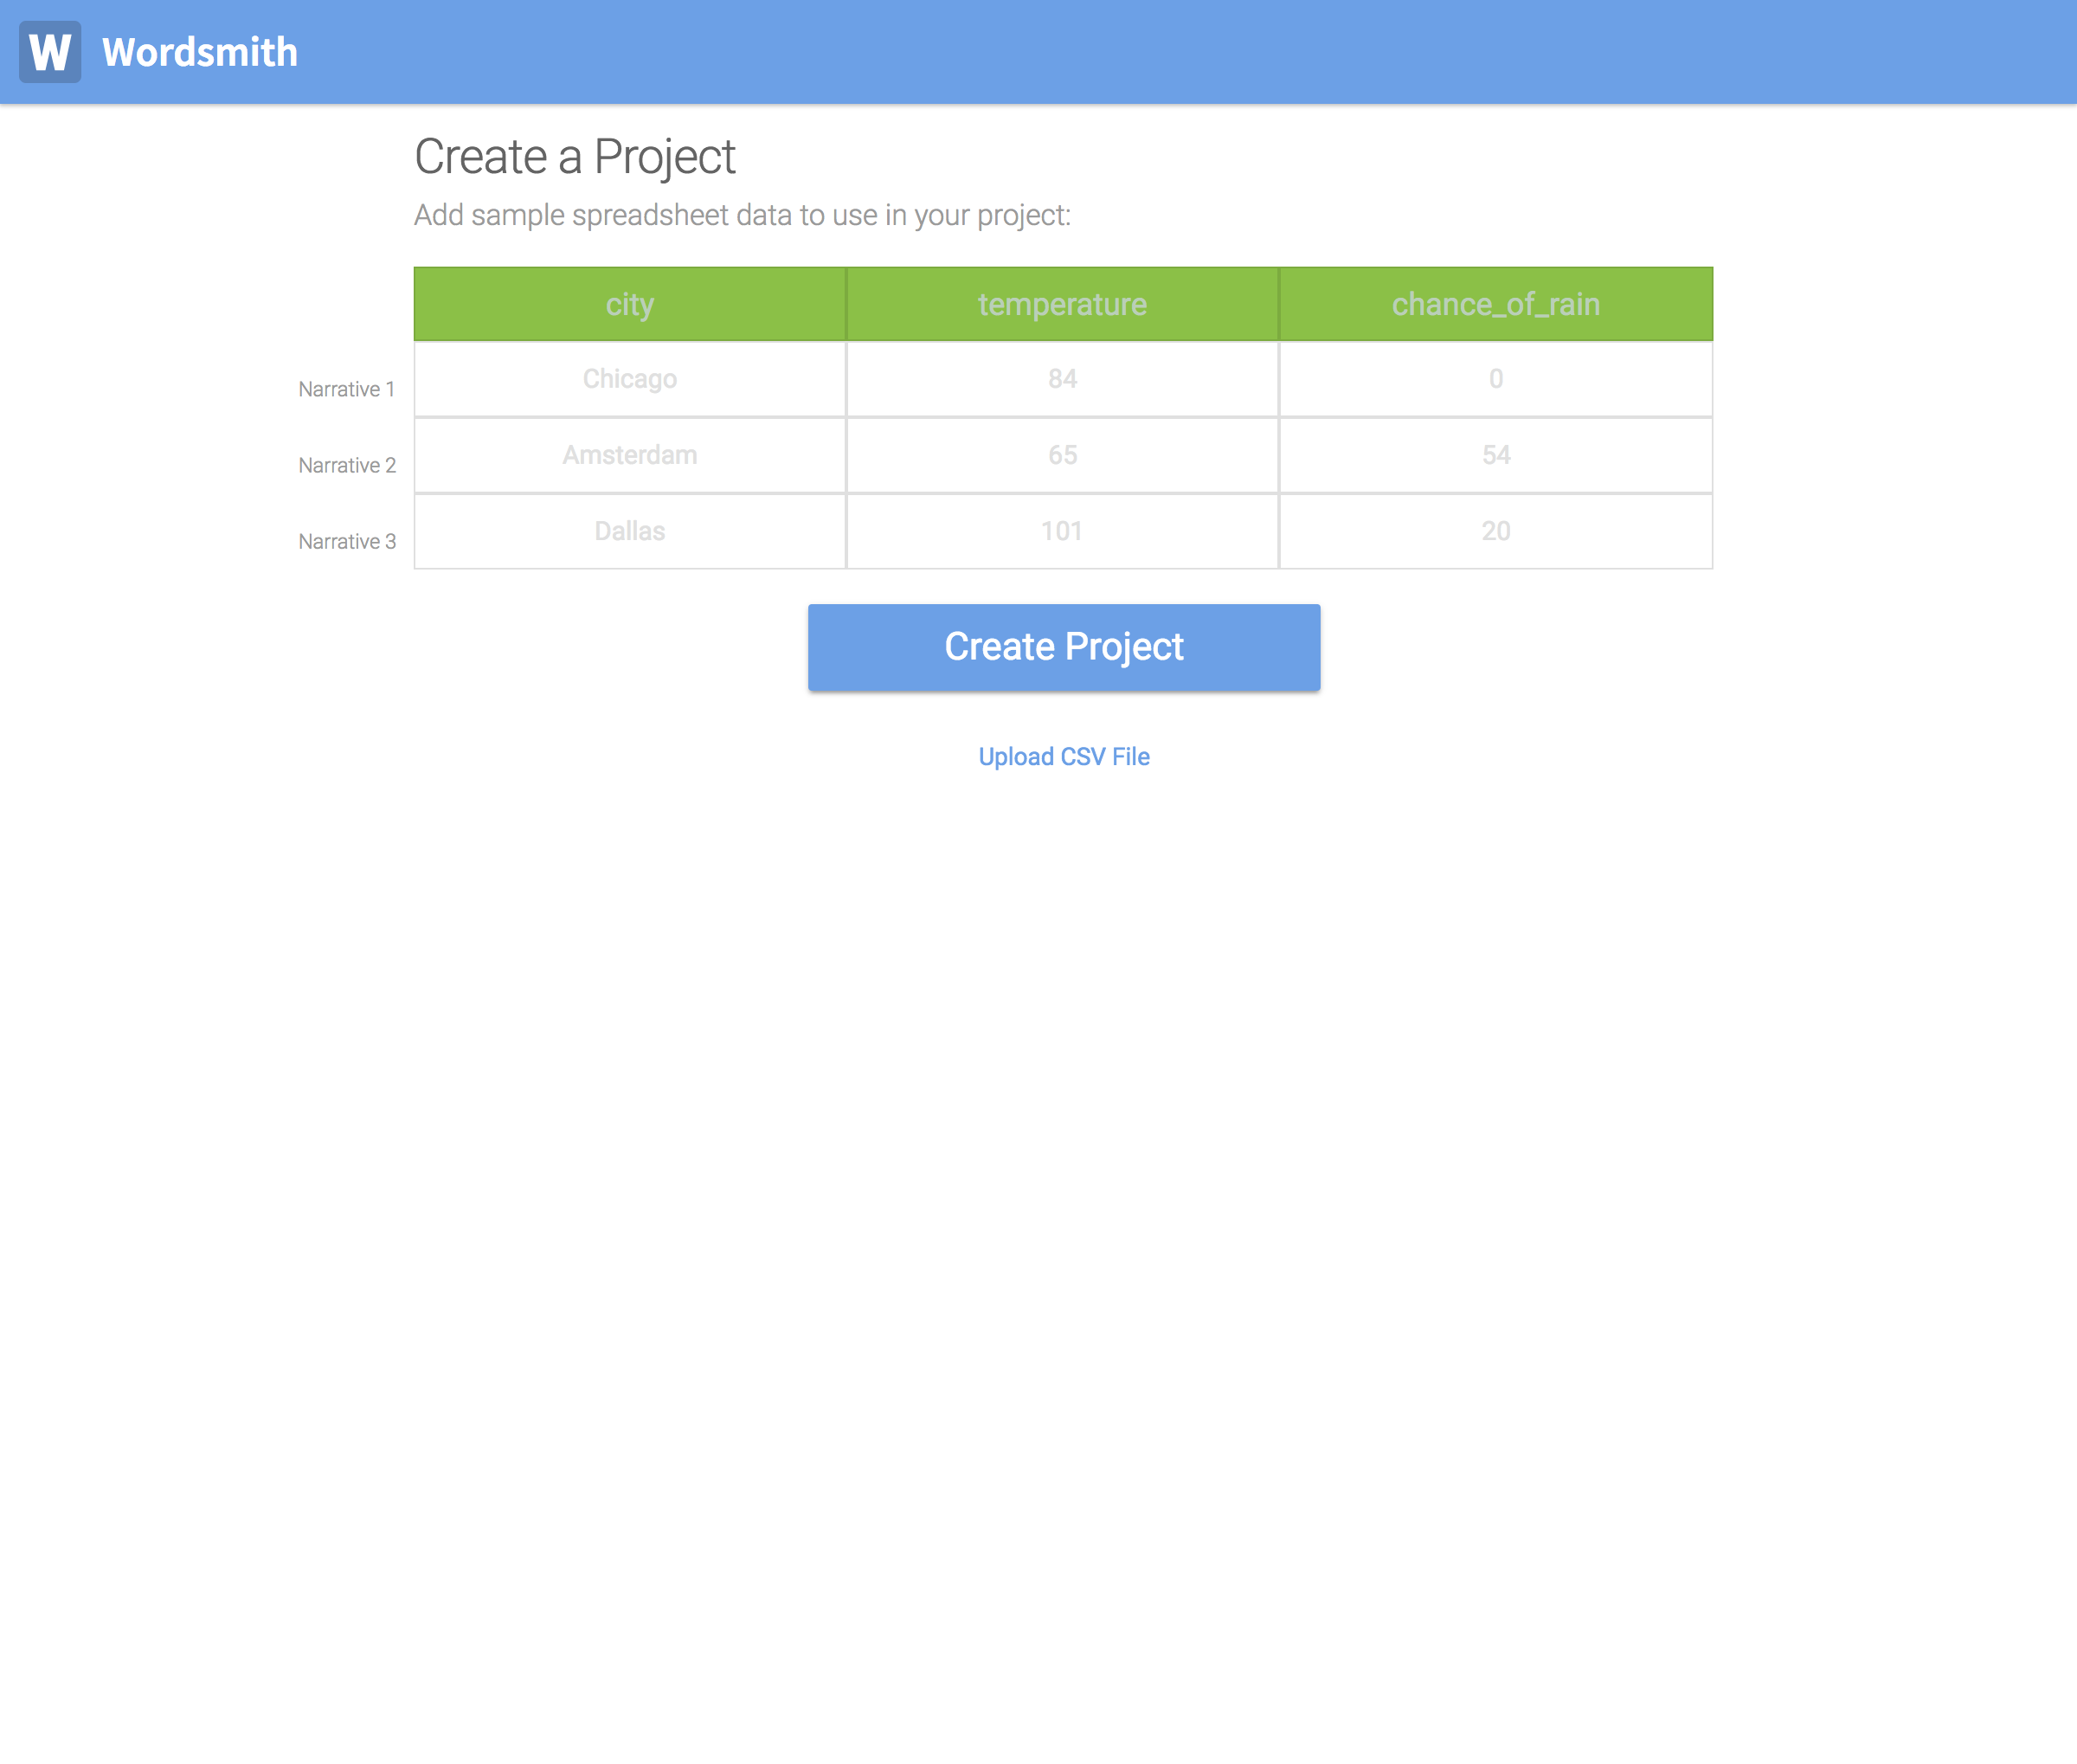 W Wordsmith
Create a Project
Add sample spreadsheet data to use in your project:
city temperature chance_of_rain
Narrative 1 Chicago 84 0
Narrative 2 Amsterdam 65 54
Narrative 3 Dallas 101 20
Create Project
Upload CSV File